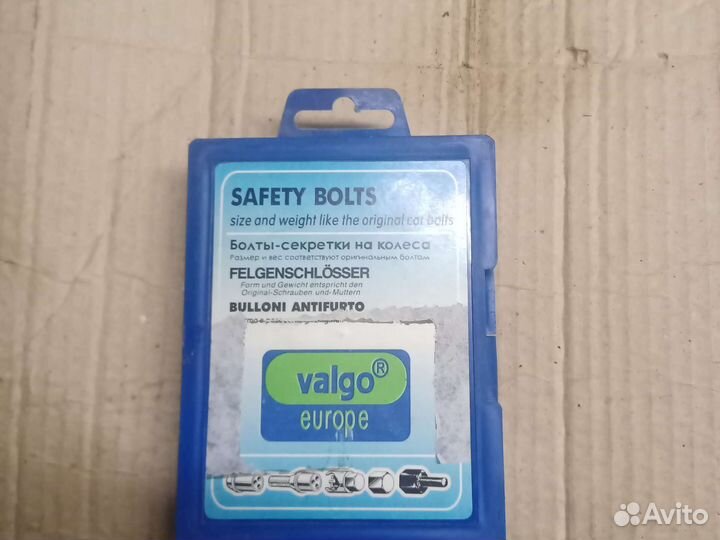 SAFETY BOLTS
size and weight like the original car bolts
Болты-секретки на колеса
Размер и вес соответствуют оригинальным болтам
FELGENSCHLÖSSER
Form und Gewicht entspricht den
Original-Schrauben und-Muttern
BULLONI ANTIFURTO
valgo®
europe
Avito